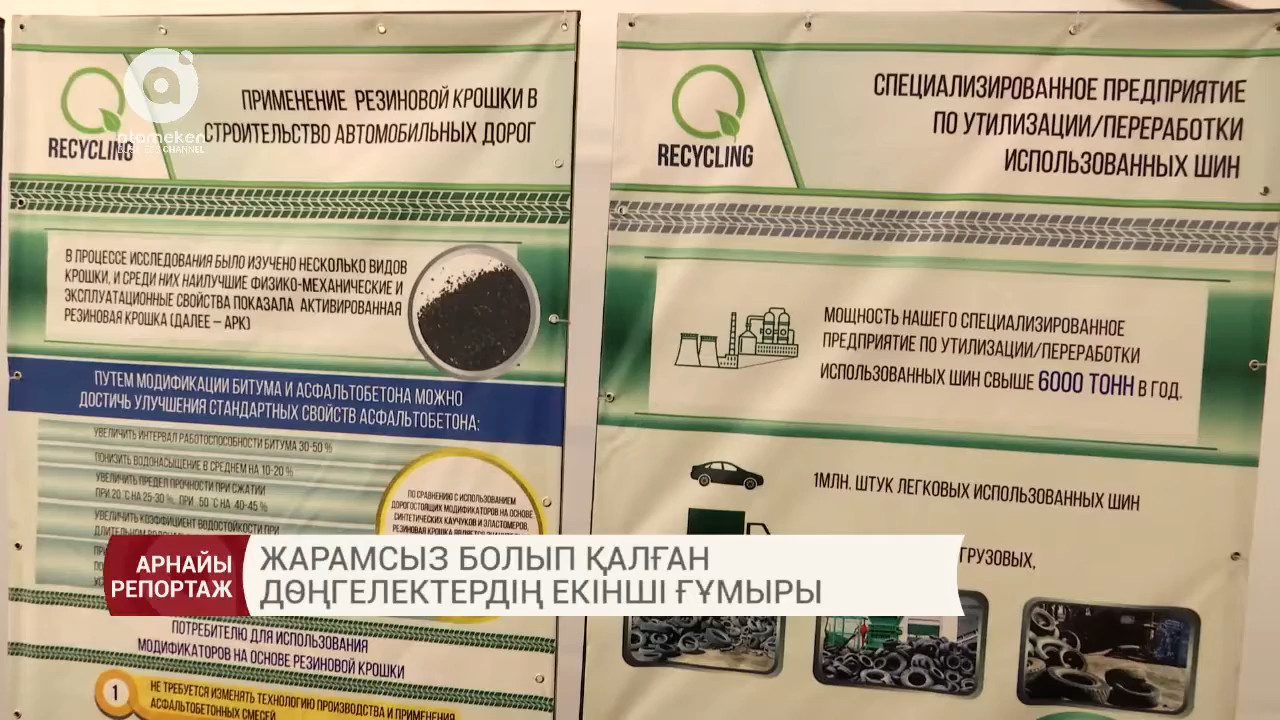 RECYCLING
ПРИМЕНЕНИЕ РЕЗИНОВОЙ КРОШКИ В
СТРОИТЕЛЬСТВО АВТОМОБИЛЬНЫХ ДОРОГ
atameken
BUSINESS CHANNEL
В ПРОЦЕССЕ ИССЛЕДОВАНИЯ БЫЛО ИЗУЧЕНО НЕСКОЛЬКО ВИДОВ
КРОШКИ, И СРЕДИ НИХ НАИЛУЧШИЕ ФИЗИКО-МЕХАНИЧЕСКИЕ И
ЭКСПЛУАТАЦИОННЫЕ СВОЙСТВА ПОКАЗАЛА АКТИВИРОВАННАЯ
РЕЗИНОВАЯ КРОШКА (ДАЛЕЕ – АРК)
ПУТЕМ МОДИФИКАЦИИ БИТУМА И АСФАЛЬТОБЕТОНА МОЖНО
ДОСТИЧЬ УЛУЧШЕНИЯ СТАНДАРТНЫХ СВОЙСТВ АСФАЛЬТОБЕТОНА:
УВЕЛИЧИТЬ ИНТЕРВАЛ РАБОТОСПОСОБНОСТИ БИТУМА 30-50 %
ПОНИЗИТЬ ВОДОНАСЫЩЕНИЕ В СРЕДНЕМ НА 10-20 %
УВЕЛИЧИТЬ ПРЕДЕЛ ПРОЧНОСТИ ПРИ СЖАТИИ
ПРИ 20 °С НА 25-30 %, ПРИ 50 °С НА 40-45 %
УВЕЛИЧИТЬ КОЭФФИЦИЕНТ ВОДОСТОЙКОСТИ ПРИ
ДЛИТЕЛЬНОМ
ПО СРАВНЕНИЮ С ИСПОЛЬЗОВАНИЕМ
ДОРОГОСТОЯЩИХ МОДИФИКАТОРОВ НА ОСНОВЕ
СИНТЕТИЧЕСКИХ КАУЧУКОВ И ЭЛАСТОМЕРОВ,
РЕЗИНОВАЯ КРОШКА ЯВЛЯЕТСЯ
ПОТРЕБИТЕЛЮ ДЛЯ ИСПОЛЬЗОВАНИЯ
МОДИФИКАТОРОВ НА ОСНОВЕ РЕЗИНОВОЙ КРОШКИ
1
НЕ ТРЕБУЕТСЯ ИЗМЕНЯТЬ ТЕХНОЛОГИЮ ПРОИЗВОДСТВА И ПРИМЕНЕНИЯ
АСФАЛЬТОБЕТОННЫХ СМЕСЕЙ
RECYCLING
СПЕЦИАЛИЗИРОВАННОЕ ПРЕДПРИЯТИЕ
ПО УТИЛИЗАЦИИ/ПЕРЕРАБОТКИ
ИСПОЛЬЗОВАННЫХ ШИН
МОЩНОСТЬ НАШЕГО СПЕЦИАЛИЗИРОВАННОЕ
ПРЕДПРИЯТИЕ ПО УТИЛИЗАЦИИ/ПЕРЕРАБОТКИ
ИСПОЛЬЗОВАННЫХ ШИН СВЫШЕ 6000 ТОНН В ГОД.
1МЛН. ШТУК ЛЕГКОВЫХ ИСПОЛЬЗОВАННЫХ ШИН
ГРУЗОВЫХ,
АРНАЙЫ
РЕПОРТАЖ
ЖАРАМСЫЗ БОЛЫП ҚАЛҒАН
ДӨҢГЕЛЕКТЕРДІҢ ЕКІНШІ ҒҰМЫРЫ